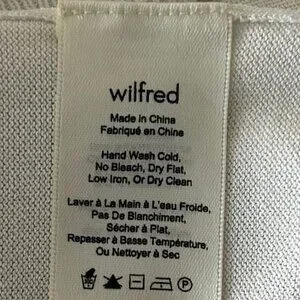 wilfred
Made in China
Fabriqué en Chine
Hand Wash Cold,
No Bleach, Dry Flat,
Low Iron, Or Dry Clean
Laver à La Main à L'eau Froide,
Pas De Blanchiment,
Sécher à Plat,
Repasser à Basse Température,
Ou Nettoyer à Sec
P